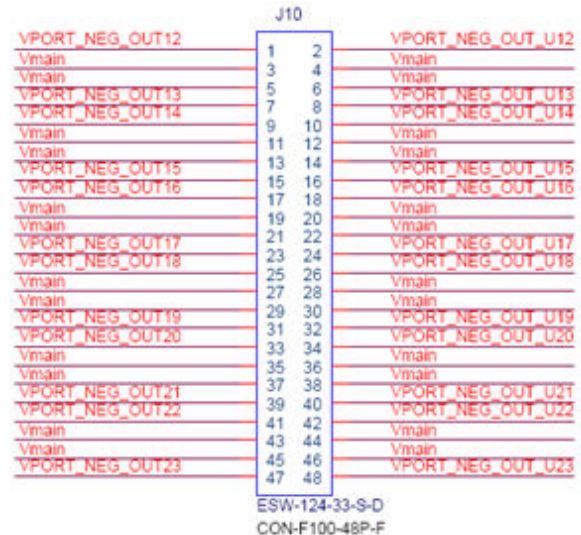 J10
VPORT_NEG_OUT12 1 2 VPORT_NEG_OUT_U12
Vmain 3 4 Vmain
Vmain 5 6 Vmain
VPORT_NEG_OUT13 7 8 VPORT_NEG_OUT_U13
VPORT_NEG_OUT14 9 10 VPORT_NEG_OUT_U14
Vmain 11 12 Vmain
Vmain 13 14 Vmain
VPORT_NEG_OUT15 15 16 VPORT_NEG_OUT_U15
VPORT_NEG_OUT16 17 18 VPORT_NEG_OUT_U16
Vmain 19 20 Vmain
Vmain 21 22 Vmain
VPORT_NEG_OUT17 23 24 VPORT_NEG_OUT_U17
VPORT_NEG_OUT18 25 26 VPORT_NEG_OUT_U18
Vmain 27 28 Vmain
Vmain 29 30 Vmain
VPORT_NEG_OUT19 31 32 VPORT_NEG_OUT_U19
VPORT_NEG_OUT20 33 34 VPORT_NEG_OUT_U20
Vmain 35 36 Vmain
Vmain 37 38 Vmain
VPORT_NEG_OUT21 39 40 VPORT_NEG_OUT_U21
VPORT_NEG_OUT22 41 42 VPORT_NEG_OUT_U22
Vmain 43 44 Vmain
Vmain 45 46 Vmain
VPORT_NEG_OUT23 47 48 VPORT_NEG_OUT_U23
ESW-124-33-S-D
CON-F100-48P-F